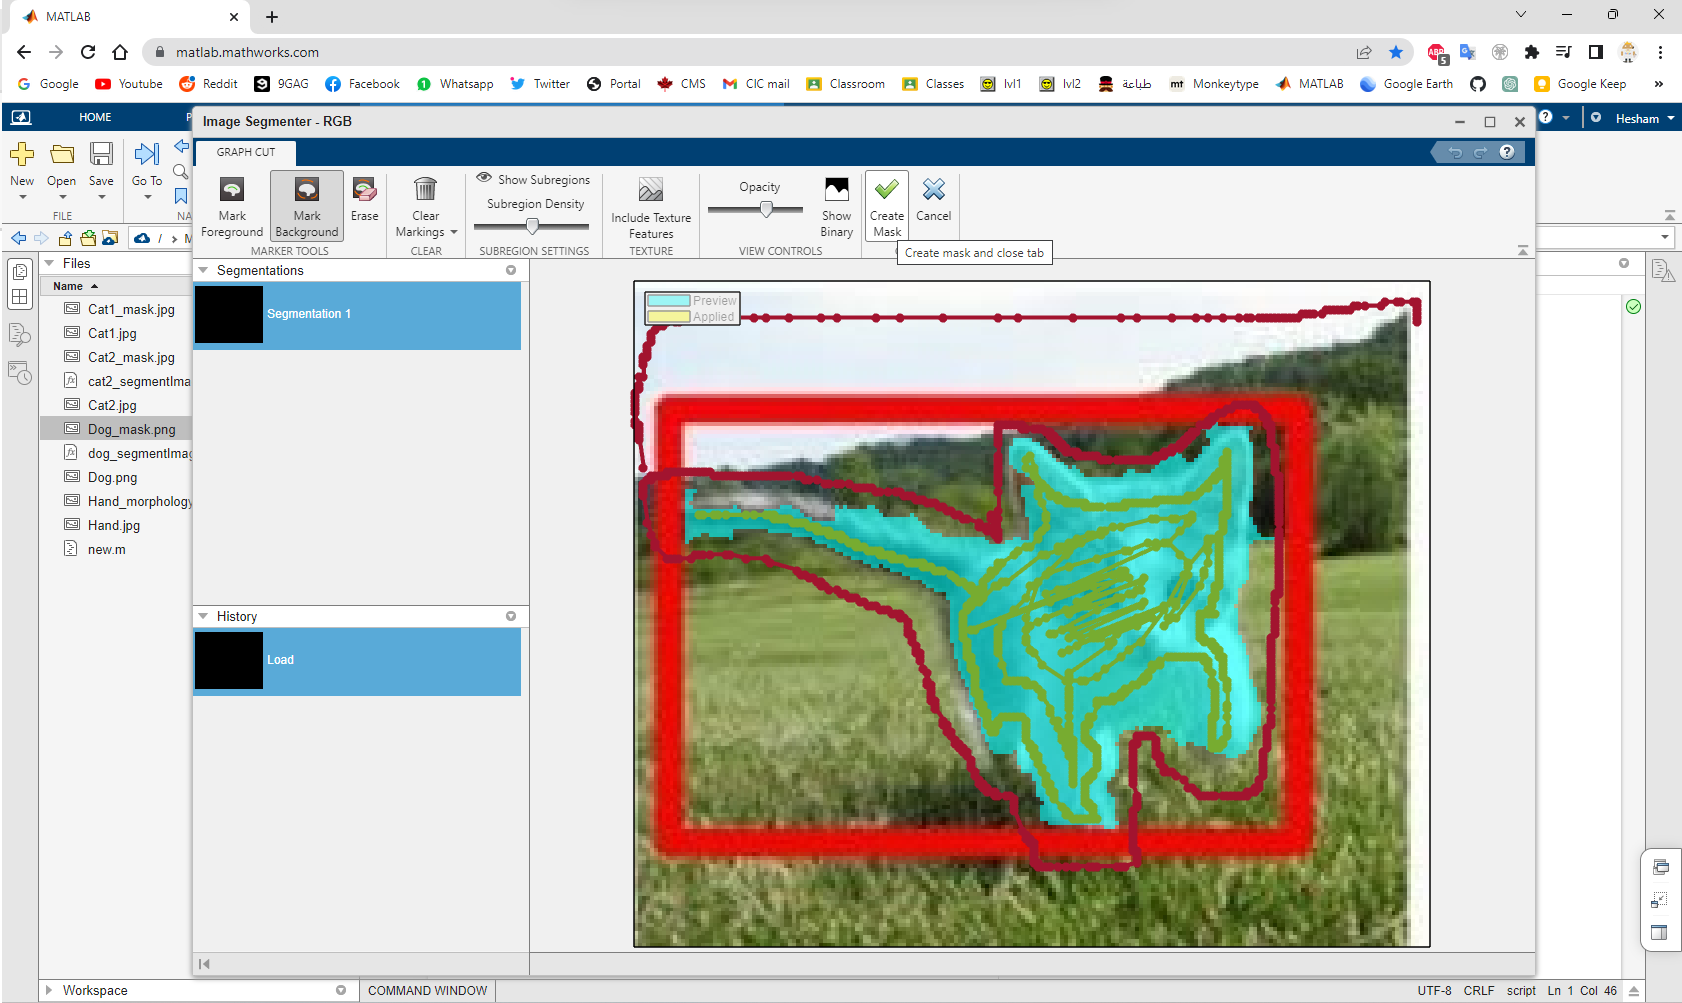 MATLAB
matlab.mathworks.com
ABP
5
Google
Youtube
Reddit
9GAG
Facebook
Whatsapp
Twitter
Portal
CMS
CIC mail
Classroom
Classes
lvl1
lvl2
طباعة
mt
Monkeytype
MATLAB
Google Earth
Google Keep
»
HOME
P
Hesham
Image Segmenter - RGB
GRAPH CUT
New
Open
Save
Go To
FILE
NA
Mark
Foreground
Mark
Background
Erase
MARKER TOOLS
Clear
Markings
CLEAR
Show Subregions
Subregion Density
SUBREGION SETTINGS
Include Texture
Features
TEXTURE
Opacity
Show
Binary
VIEW CONTROLS
Create
Mask
Cancel
Create mask and close tab
/
M
Files
Name
Cat1_mask.jpg
Cat1.jpg
Cat2_mask.jpg
cat2_segmentIma
Cat2.jpg
Dog_mask.png
dog_segmentImag
Dog.png
Hand_morphology
Hand.jpg
new.m
Segmentations
Segmentation 1
History
Load
Preview
Applied
Workspace
COMMAND WINDOW
UTF-8 CRLF script Ln 1 Col 46